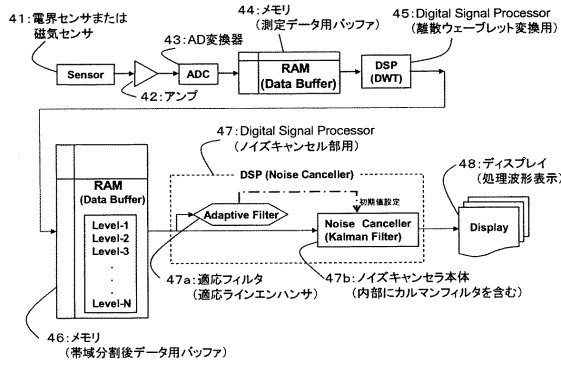 41:電界センサまたは
磁気センサ
43:AD変換器
44:メモリ
(測定データ用バッファ)
45:Digital Signal Processor
(離散ウェーブレット変換用)
Sensor
ADC
RAM
(Data Buffer)
DSP
(DWT)
42:アンプ
47:Digital Signal Processor
(ノイズキャンセル部用)
DSP (Noise Canceller)
48:ディスプレイ
(処理波形表示)
RAM
(Data Buffer)
Level-1
Level-2
Level-3
Level-N
Adaptive Filter
初期値設定
Noise Canceller
(Kalman Filter)
Display
47a:適応フィルタ
(適応ラインエンハンサ)
47b:ノイズキャンセラ本体
(内部にカルマンフィルタを含む)
46:メモリ
(帯域分割後データ用バッファ)